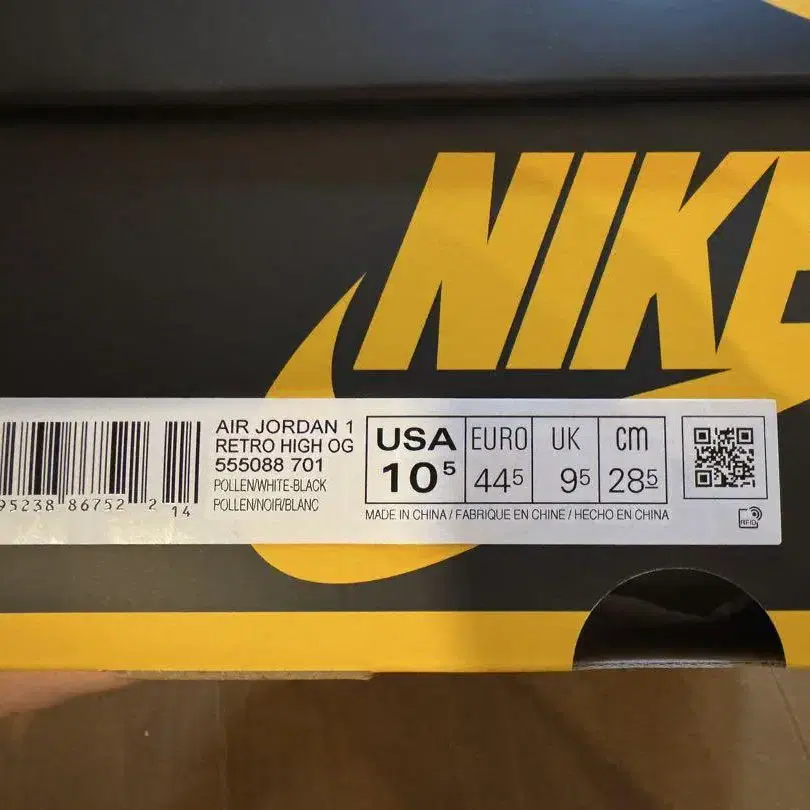 NIKE
AIR JORDAN 1
RETRO HIGH OG
555088 701
POLLEN/WHITE-BLACK
POLLEN/NOIR/BLANC
USA
10⁵
EURO
44⁵
UK
9⁵
CM
28⁵
MADE IN CHINA / FABRIQUE EN CHINE / HECHO EN CHINA
95238 86752 2 14
RFID